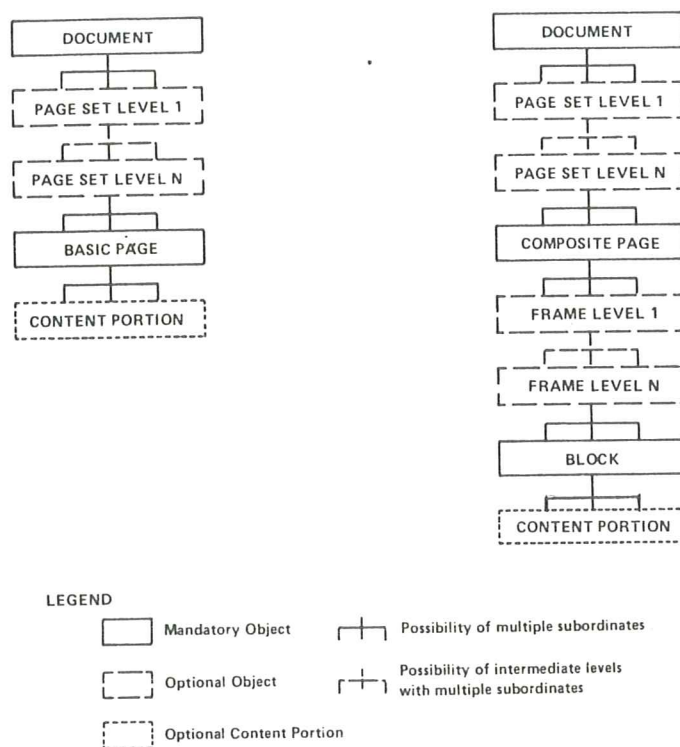 DOCUMENT
PAGE SET LEVEL 1
PAGE SET LEVEL N
BASIC PAGE
CONTENT PORTION
DOCUMENT
PAGE SET LEVEL 1
PAGE SET LEVEL N
COMPOSITE PAGE
FRAME LEVEL 1
FRAME LEVEL N
BLOCK
CONTENT PORTION
LEGEND
Mandatory Object
Possibility of multiple subordinates
Optional Object
Possibility of intermediate levels
with multiple subordinates
Optional Content Portion